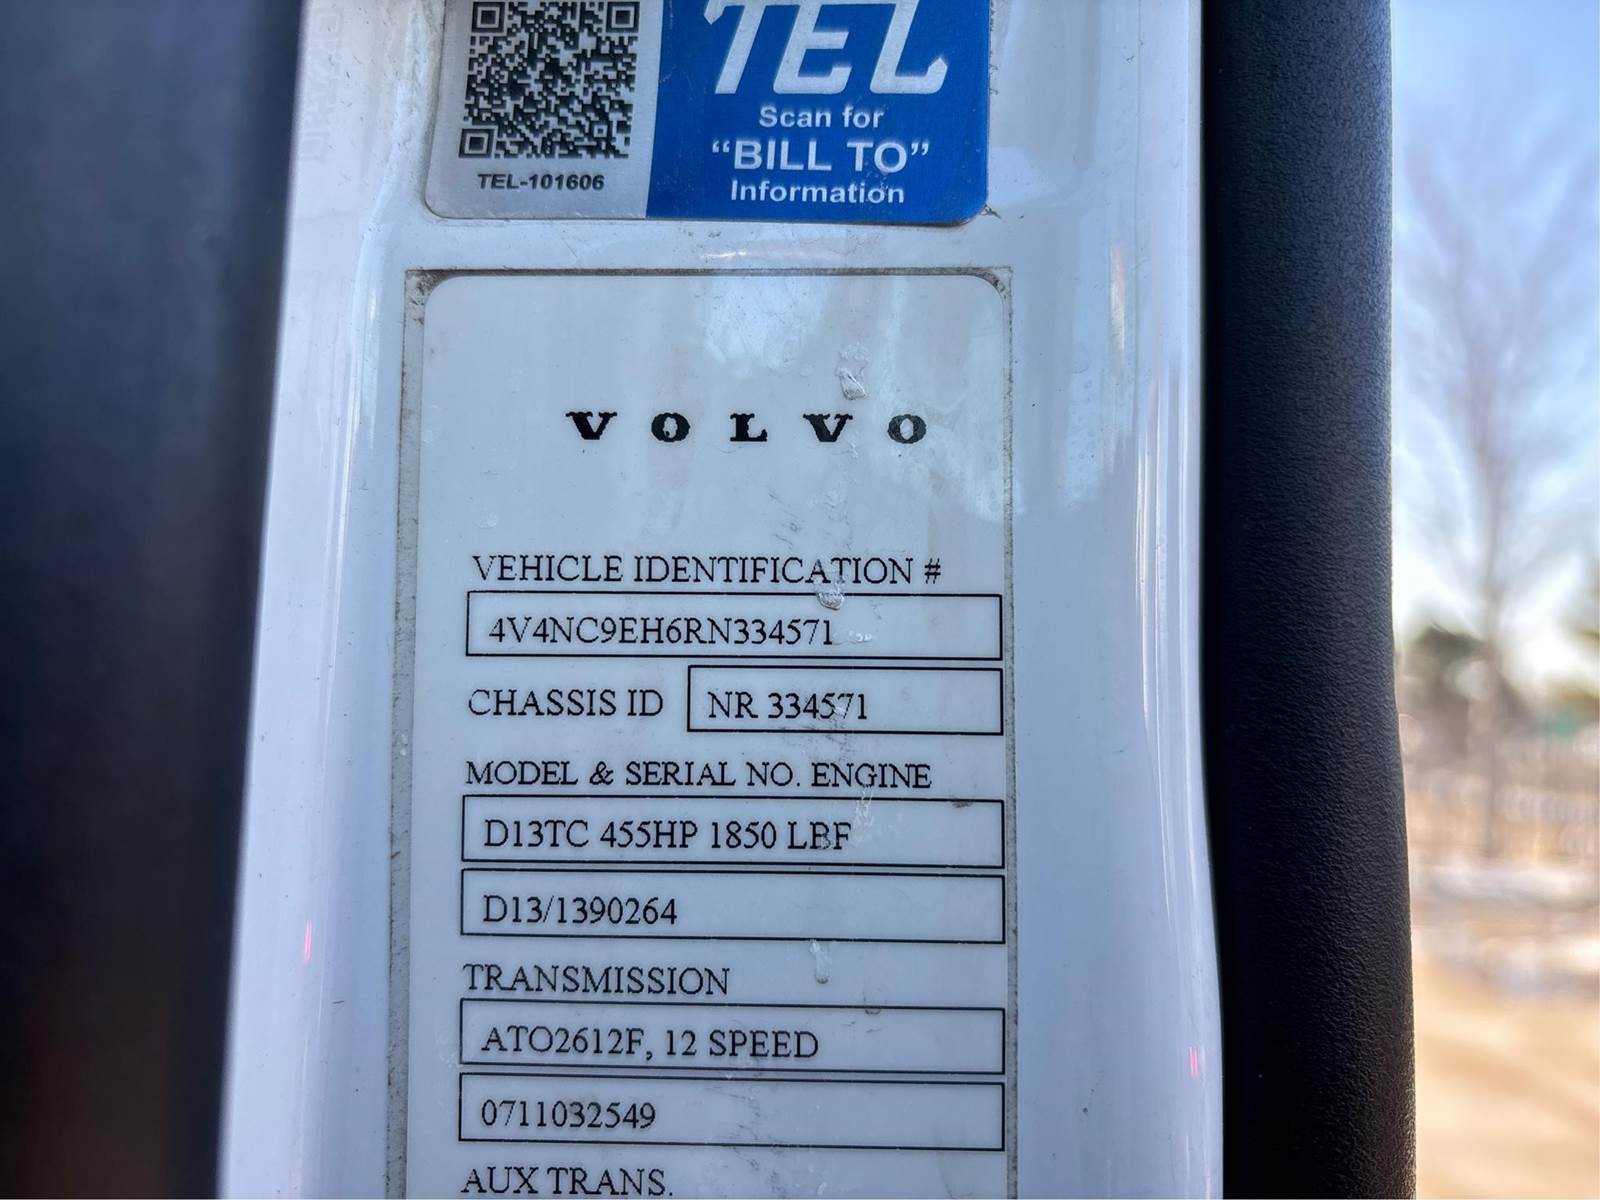 TEL
Scan for
“BILL TO”
Information
TEL-101606
VOLVO
VEHICLE IDENTIFICATION #
4V4NC9EH6RN334571
CHASSIS ID
NR 334571
MODEL & SERIAL NO. ENGINE
D13TC 455HP 1850 LBF
D13/1390264
TRANSMISSION
ATO2612F, 12 SPEED
0711032549
AUX TRANS.